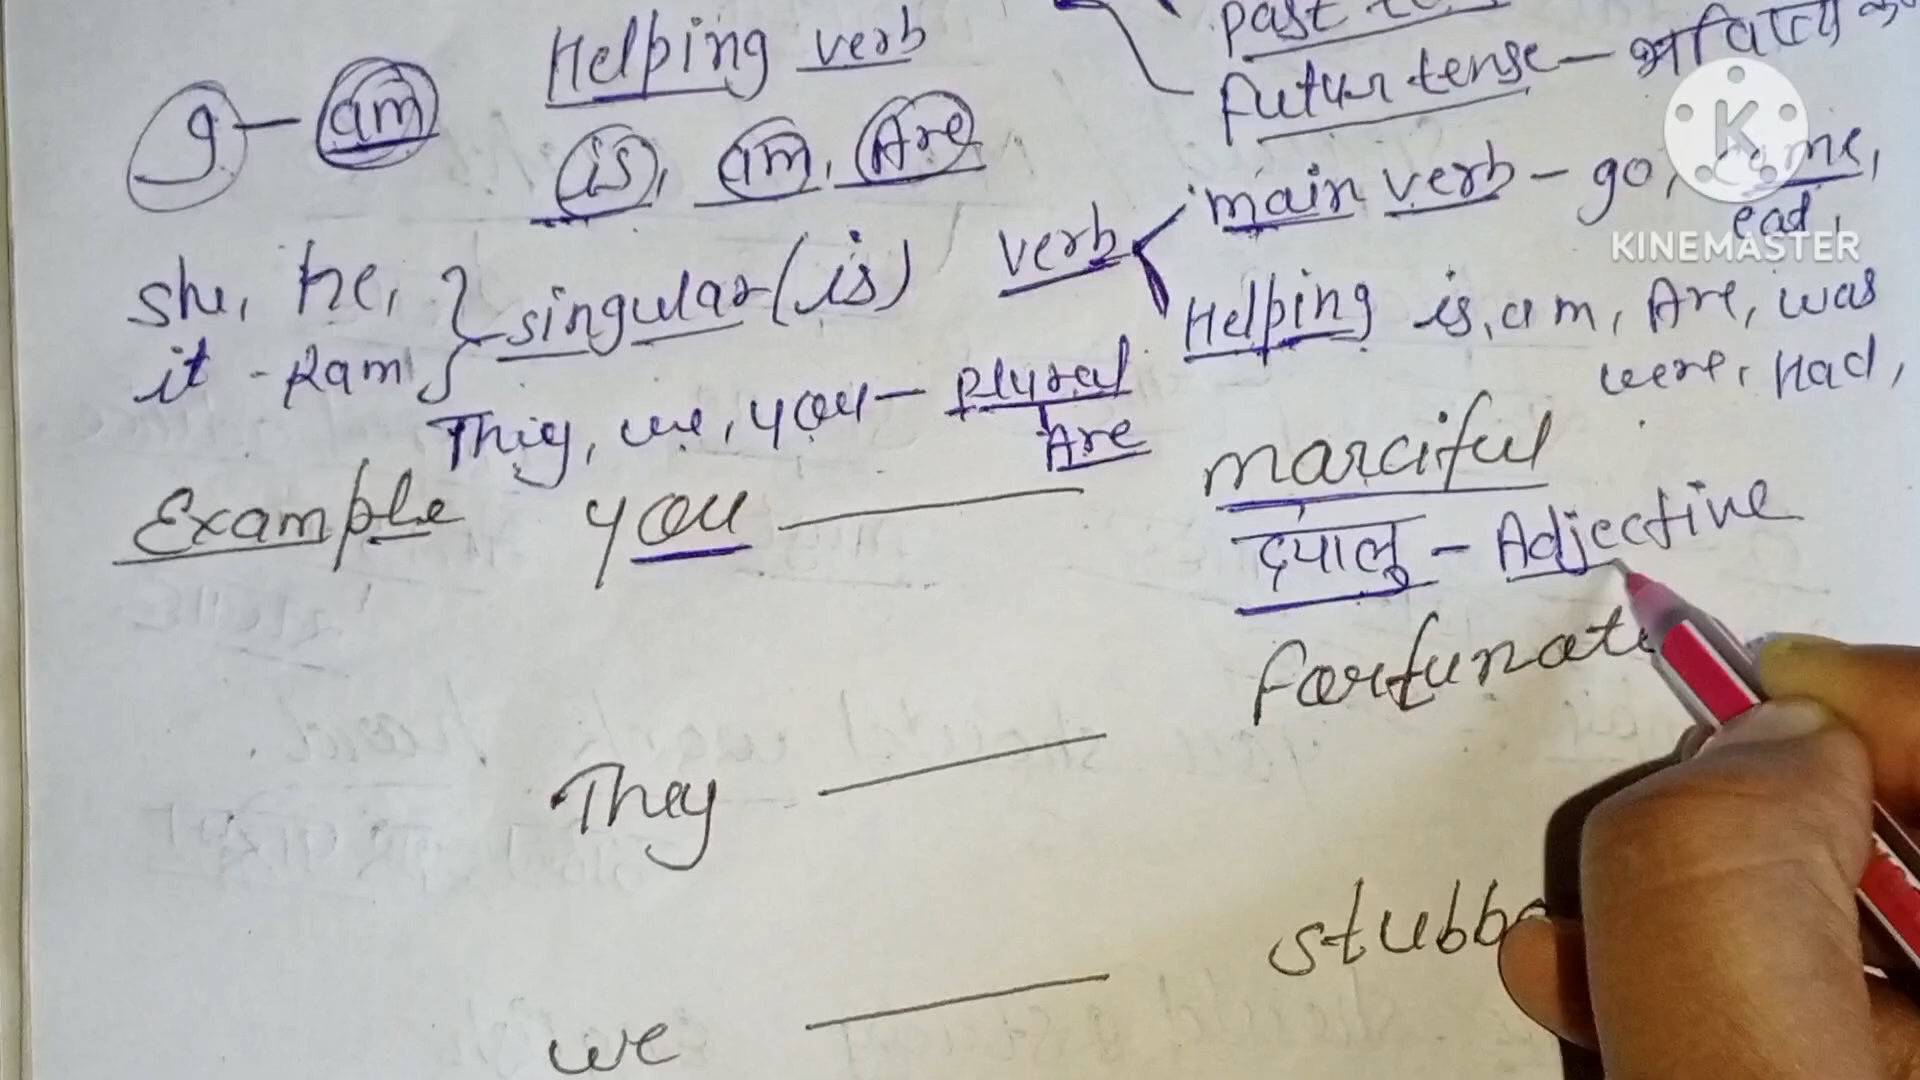 Helping verb
g - am
is, am, Are
Past
Futur tense - भविष्य
verb
main verb - go, come,
eat,
Helping is, am, Are, was
were, Had,
she, he,
it - Ram
singular (is)
Thiy, we, you - Plural
Are
Example you
marciful
दयालु - Adjective
They
Fortunate
we
stubb
KINEMASTER